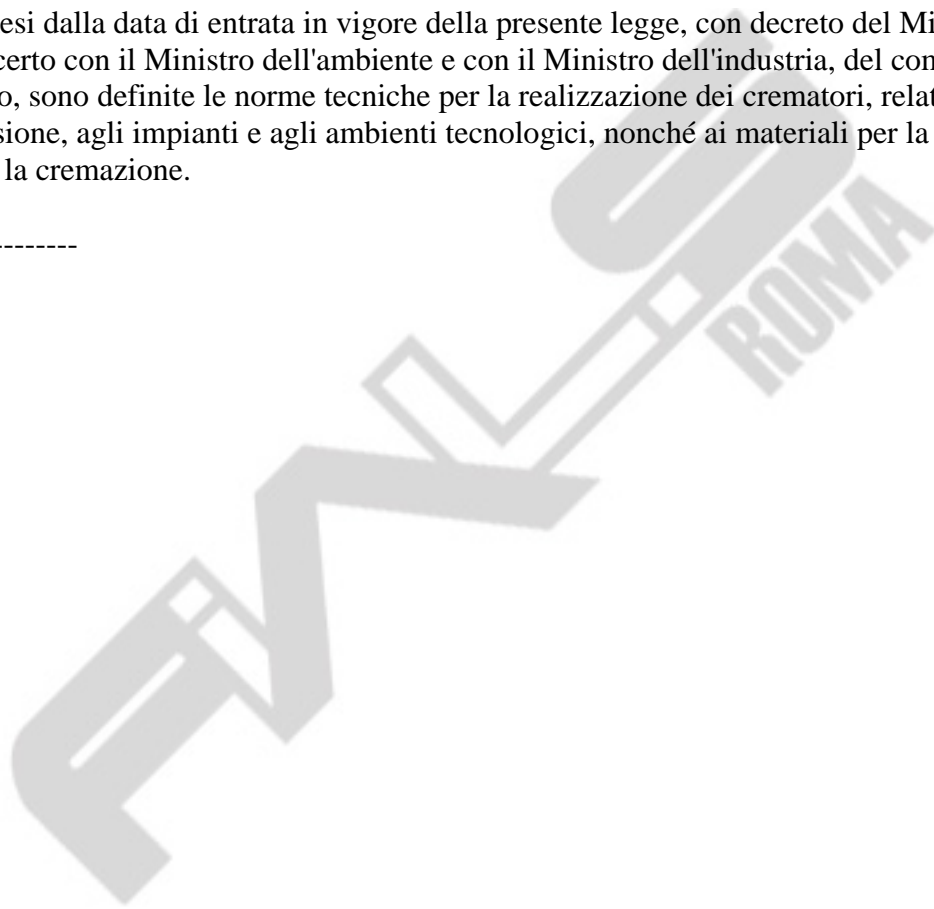 esi dalla data di entrata in vigore della presente legge, con decreto del Mi
certo con il Ministro dell'ambiente e con il Ministro dell'industria, del con
o, sono definite le norme tecniche per la realizzazione dei crematori, relat
sione, agli impianti e agli ambienti tecnologici, nonché ai materiali per la
la cremazione.
--------
FIALS
ROMA